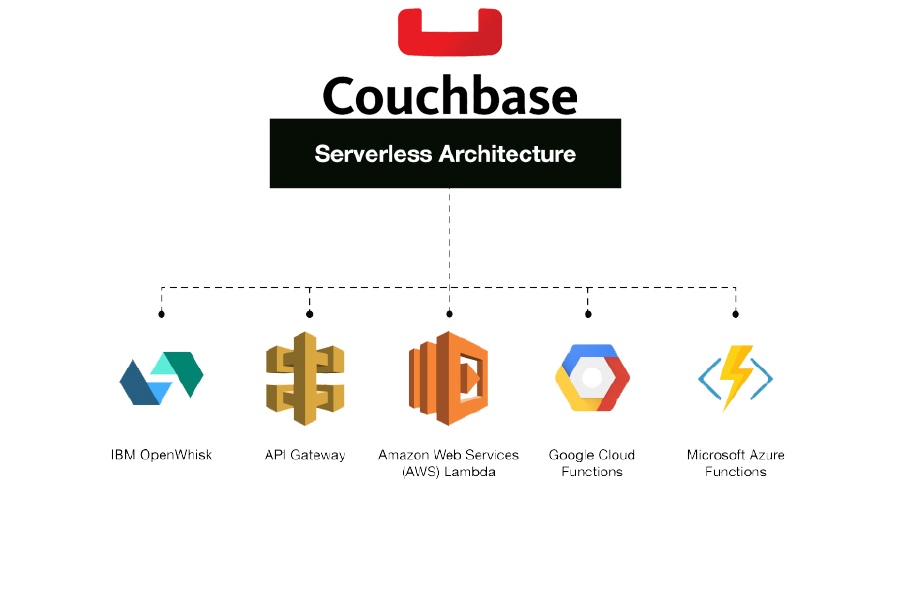 Couchbase
Serverless Architecture
IBM OpenWhisk
API Gateway
Amazon Web Services
(AWS) Lambda
Google Cloud
Functions
Microsoft Azure
Functions